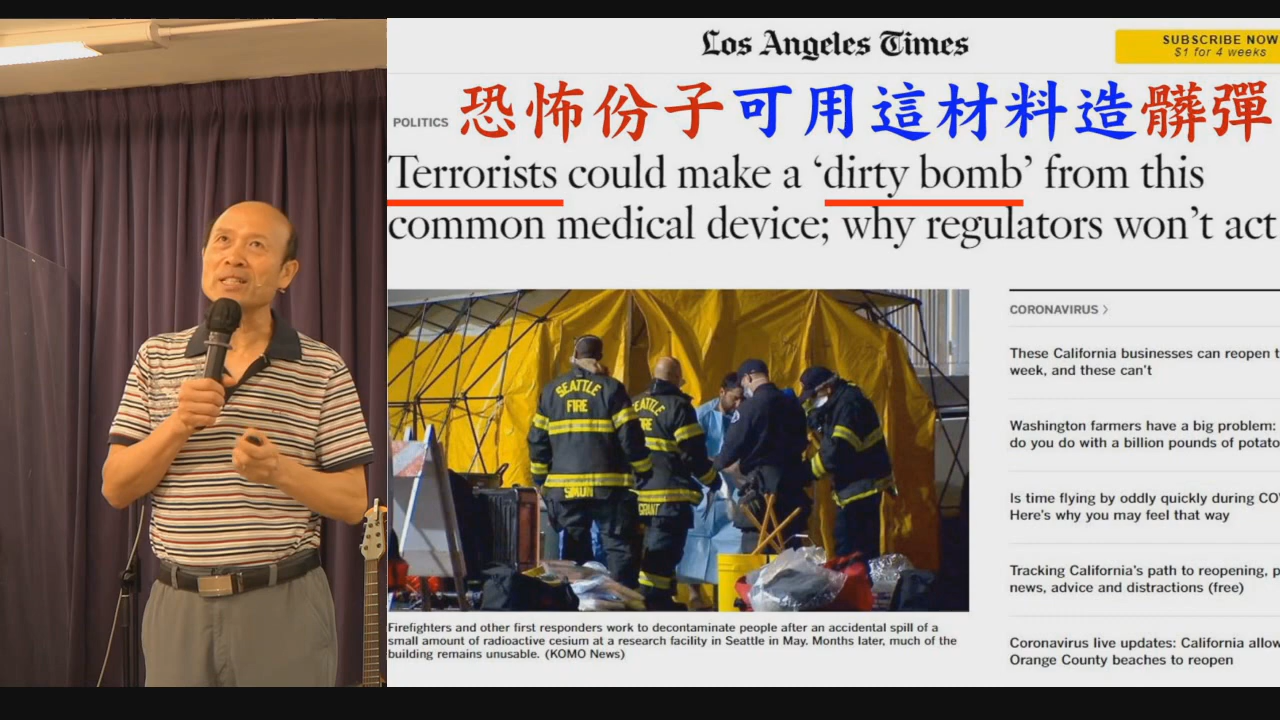 Los Angeles Times
SUBSCRIBE NOW
$1 for 4 weeks
恐怖份子可用這材料造髒彈
POLITICS
Terrorists could make a ‘dirty bomb’ from this
common medical device; why regulators won’t act
SEATTLE
FIRE
SIMON
GRANT
Firefighters and other first responders work to decontaminate people after an accidental spill of a
small amount of radioactive cesium at a research facility in Seattle in May. Months later, much of the
building remains unusable. (KOMO News)
CORONAVIRUS >
These California businesses can reopen t
week, and these can't
Washington farmers have a big problem:
do you do with a billion pounds of potato
Is time flying by oddly quickly during CO
Here's why you may feel that way
Tracking California's path to reopening, p
news, advice and distractions (free)
Coronavirus live updates: California allow
Orange County beaches to reopen